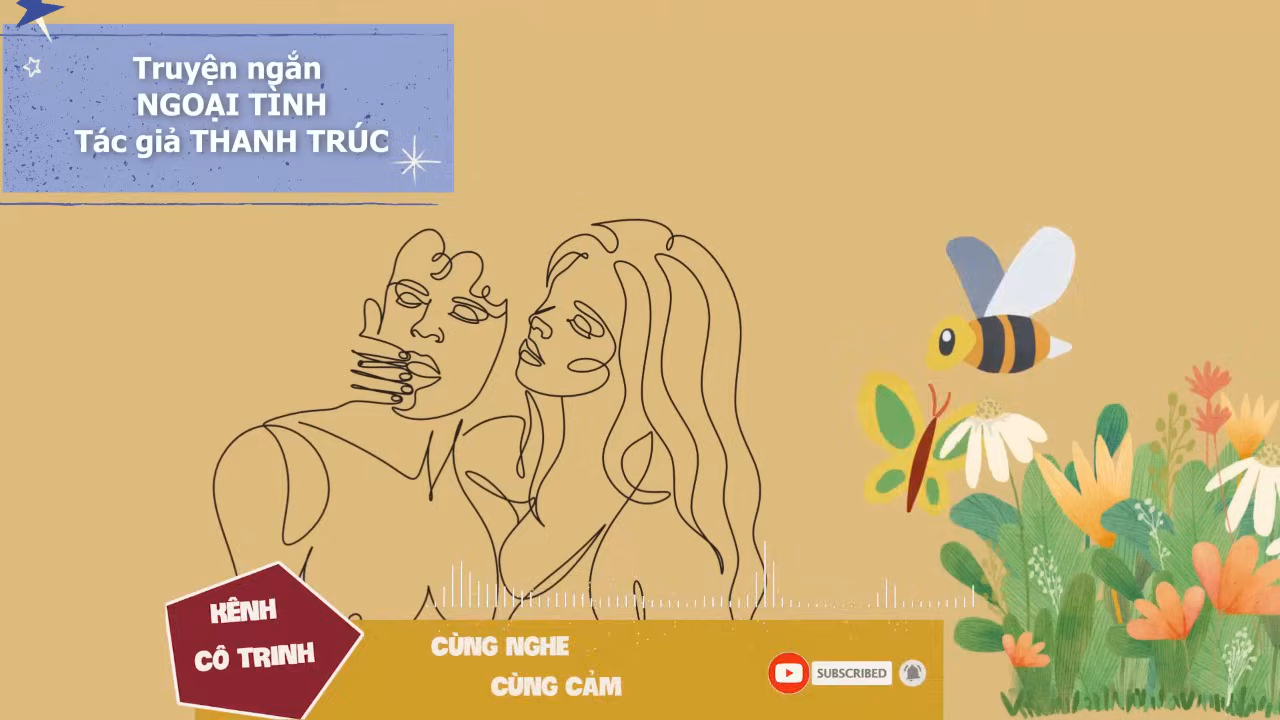 Truyện ngắn
NGOẠI TÌNH
Tác giả THANH TRÚC
KÊNH
CÔ TRINH
CÙNG NGHE
CÙNG CẢM
SUBSCRIBED